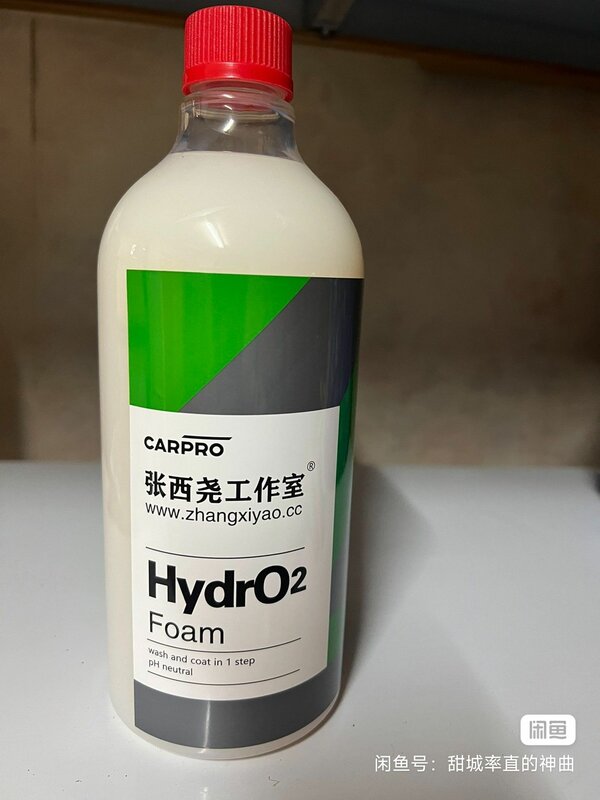 CARPRO
张西尧工作室®
www.zhangxiyao.cc
HydrO2
Foam
wash and coat in 1 step
pH neutral
闲鱼
闲鱼号：甜城率直的神曲